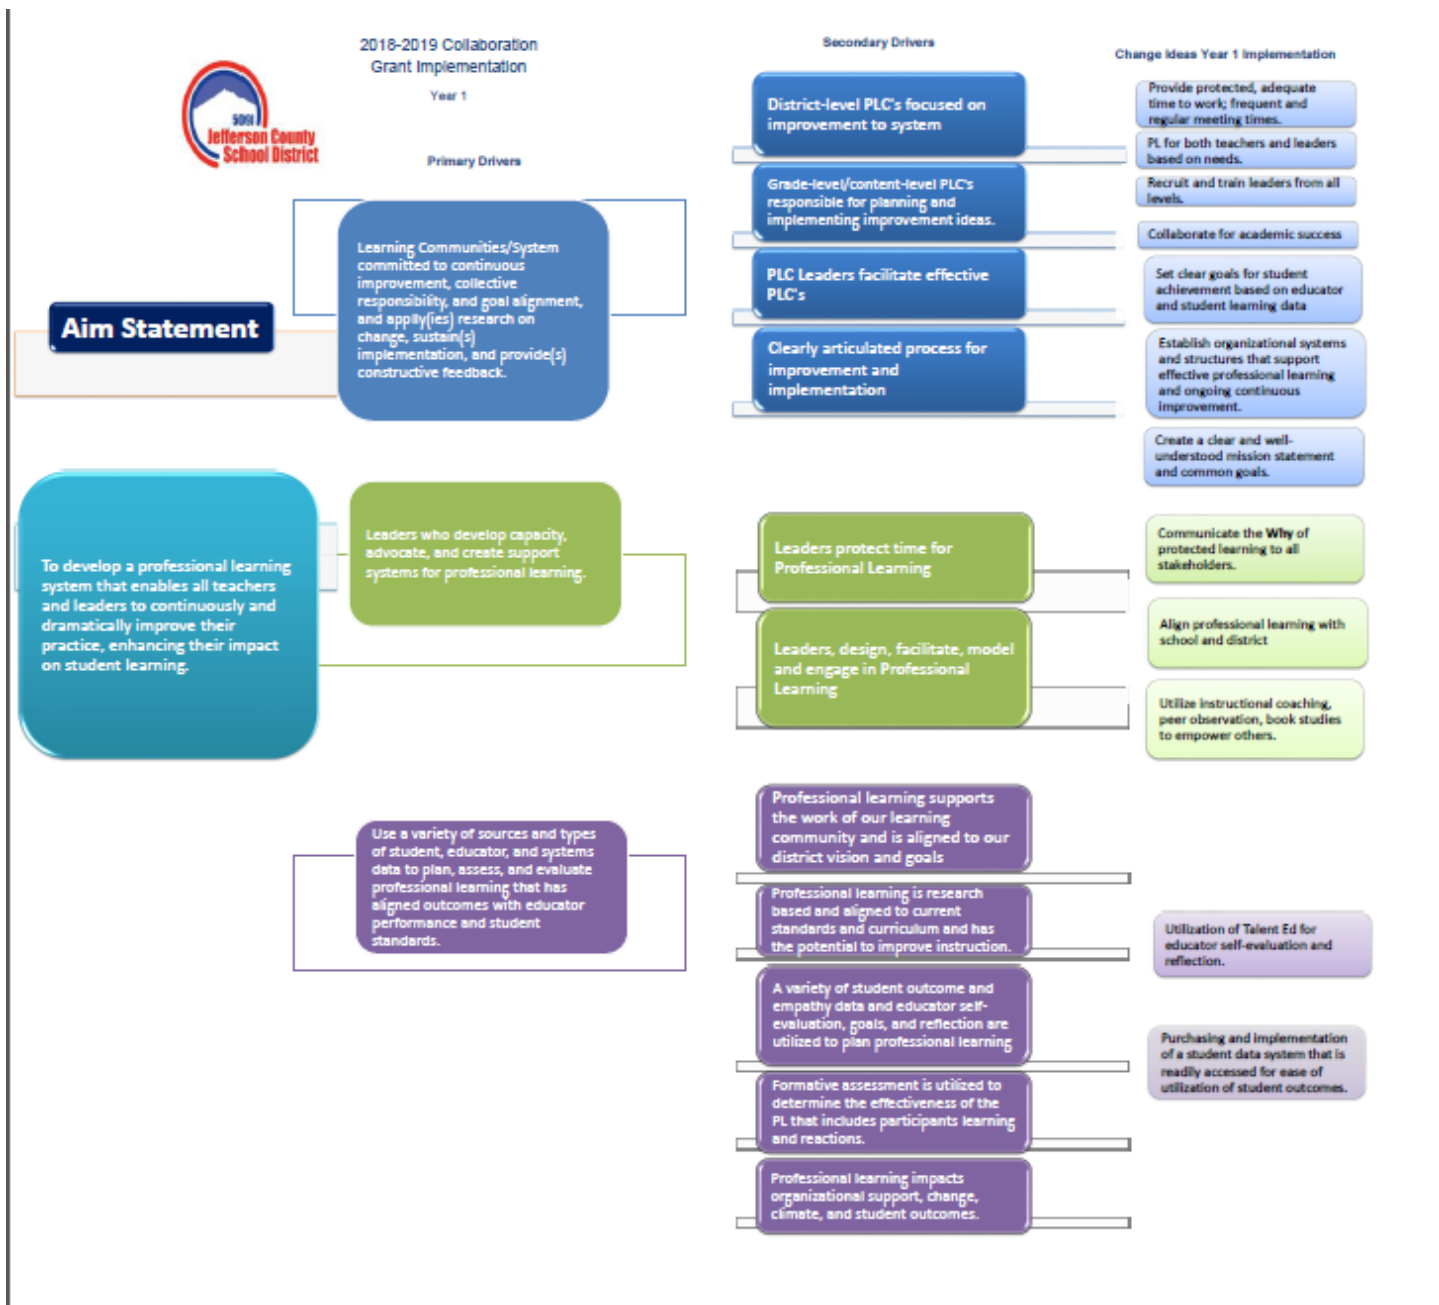 2018-2019 Collaboration
Grant Implementation
Year 1
509J
Jefferson County
School District
Primary Drivers
Secondary Drivers
Change Ideas Year 1 Implementation
Aim Statement
To develop a professional learning
system that enables all teachers
and leaders to continuously and
dramatically improve their
practice, enhancing their impact
on student learning.
Learning Communities/System
committed to continuous
improvement, collective
responsibility, and goal alignment,
and appliy(ies) research on
change, sustain(s)
implementation, and provide(s)
constructive feedback.
District-level PLC's focused on
improvement to system
Grade-level/content-level PLC's
responsible for planning and
implementing improvement ideas.
PLC Leaders facilitate effective
PLC's
Clearly articulated process for
improvement and
implementation
Provide protected, adequate
time to work; frequent and
regular meeting times.
PL for both teachers and leaders
based on needs.
Recruit and train leaders from all
levels.
Collaborate for academic success
Set clear goals for student
achievement based on educator
and student learning data
Establish organizational systems
and structures that support
effective professional learning
and ongoing continuous
improvement.
Create a clear and well-
understood mission statement
and common goals.
Leaders who develop capacity,
advocate, and create support
systems for professional learning.
Leaders protect time for
Professional Learning
Leaders, design, facilitate, model
and engage in Professional
Learning
Communicate the Why of
protected learning to all
stakeholders.
Align professional learning with
school and district
Utilize instructional coaching,
peer observation, book studies
to empower others.
Use a variety of sources and types
of student, educator, and systems
data to plan, assess, and evaluate
professional learning that has
aligned outcomes with educator
performance and student
standards.
Professional learning supports
the work of our learning
community and is aligned to our
district vision and goals
Professional learning is research
based and aligned to current
standards and curriculum and has
the potential to improve instruction.
A variety of student outcome and
empathy data and educator self-
evaluation, goals, and reflection are
utilized to plan professional learning
Formative assessment is utilized to
determine the effectiveness of the
PL that includes participants learning
and reactions.
Professional learning impacts
organizational support, change,
climate, and student outcomes.
Utilization of Talent Ed for
educator self-evaluation and
reflection.
Purchasing and implementation
of a student data system that is
readily accessed for ease of
utilization of student outcomes.